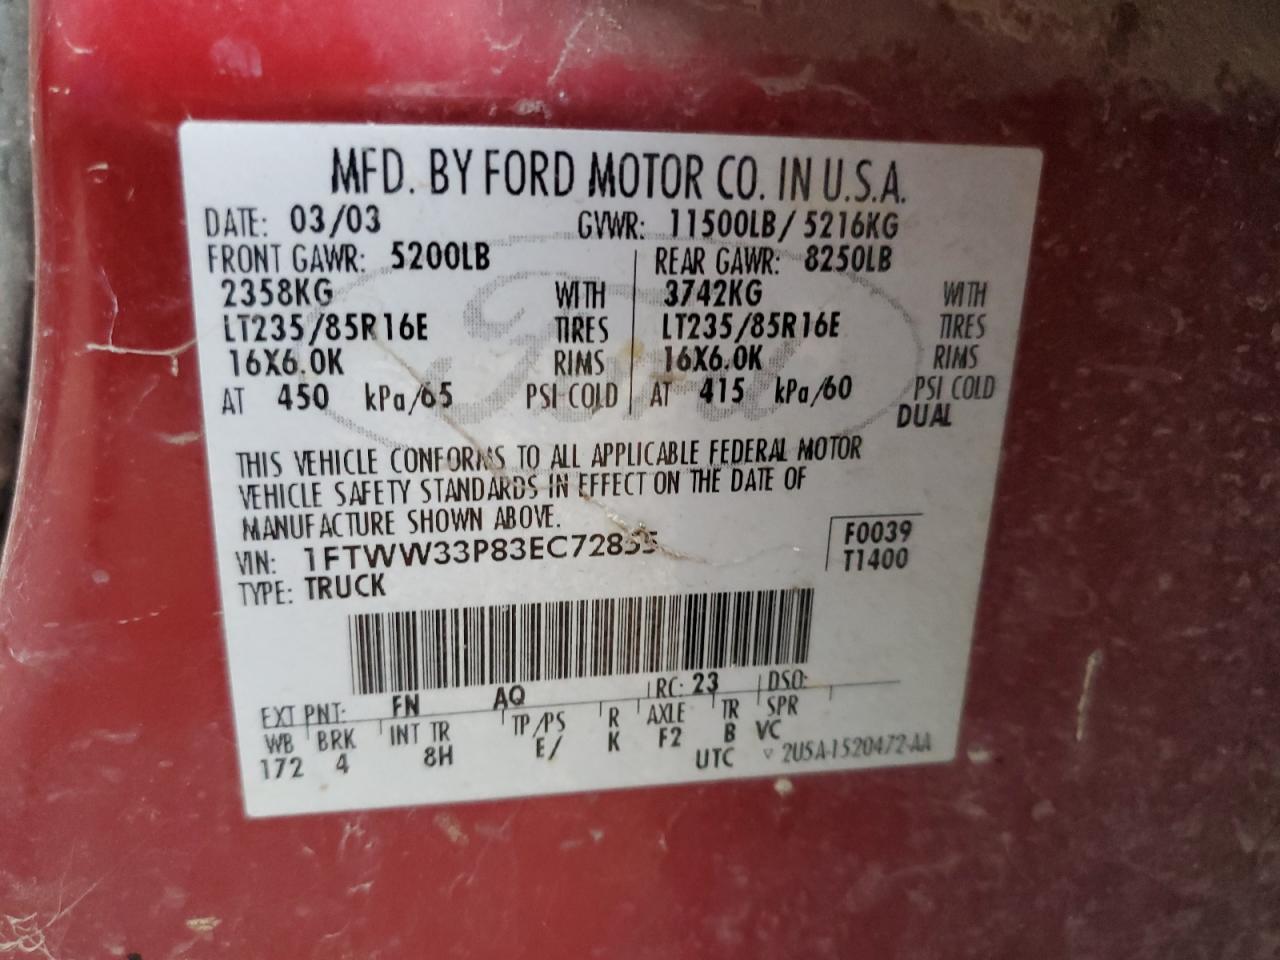 MFD. BY FORD MOTOR CO. IN U.S.A.
DATE: 03/03 GVWR: 11500LB/ 5216KG
FRONT GAWR: 5200LB REAR GAWR: 8250LB
2358KG WITH 3742KG WITH
LT235/85R16E TIRES LT235/85R16E TIRES
16X6.0K RIMS 16X6.0K RIMS
AT 450 kPa/65 PSI COLD AT 415 kPa/60 PSI COLD
DUAL
Ford
THIS VEHICLE CONFORMS TO ALL APPLICABLE FEDERAL MOTOR
VEHICLE SAFETY STANDARDS IN EFFECT ON THE DATE OF
MANUFACTURE SHOWN ABOVE.
VIN: F0039
TYPE: TRUCK T1400
EXT PNT: FN AQ RC: 23 DSO:
WB BRK INT TR TP/PS R AXLE TR SPR
172 4 8H E/ K F2 B VC
UTC 2U5A-1520472-AA